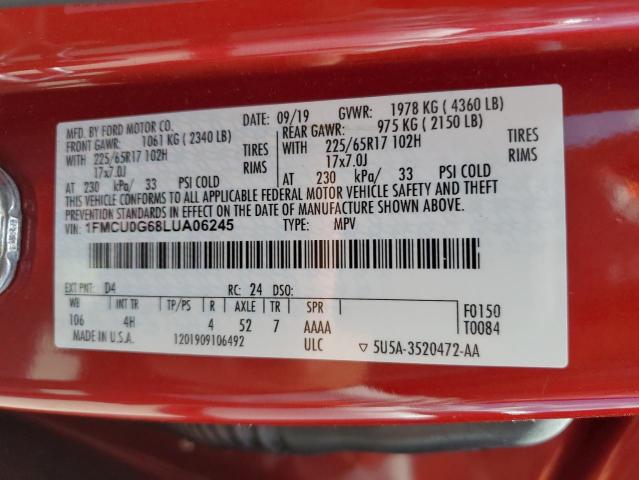 MFD. BY FORD MOTOR CO. DATE: 09/19 GVWR: 1978 KG (4360 LB)
FRONT GAWR: 1061 KG (2340 LB) REAR GAWR: 975 KG (2150 LB)
WITH 225/65R17 102H TIRES WITH 225/65R17 102H TIRES
17x7.0J RIMS 17x7.0J RIMS
AT 230 kPa/ 33 PSI COLD AT 230 kPa/ 33 PSI COLD
THIS VEHICLE CONFORMS TO ALL APPLICABLE FEDERAL MOTOR VEHICLE SAFETY AND THEFT
PREVENTION STANDARDS IN EFFECT ON THE DATE OF MANUFACTURE SHOWN ABOVE.
VIN: 1FMCU0G68LUA06245 TYPE: MPV
EXT PNT: D4 RC: 24 DSO:
WB INT TR TP/PS R AXLE TR SPR F0150
106 4H 4 52 7 AAAA T0084
MADE IN U.S.A. 1201909106492 ULC ▽ 5U5A-3520472-AA